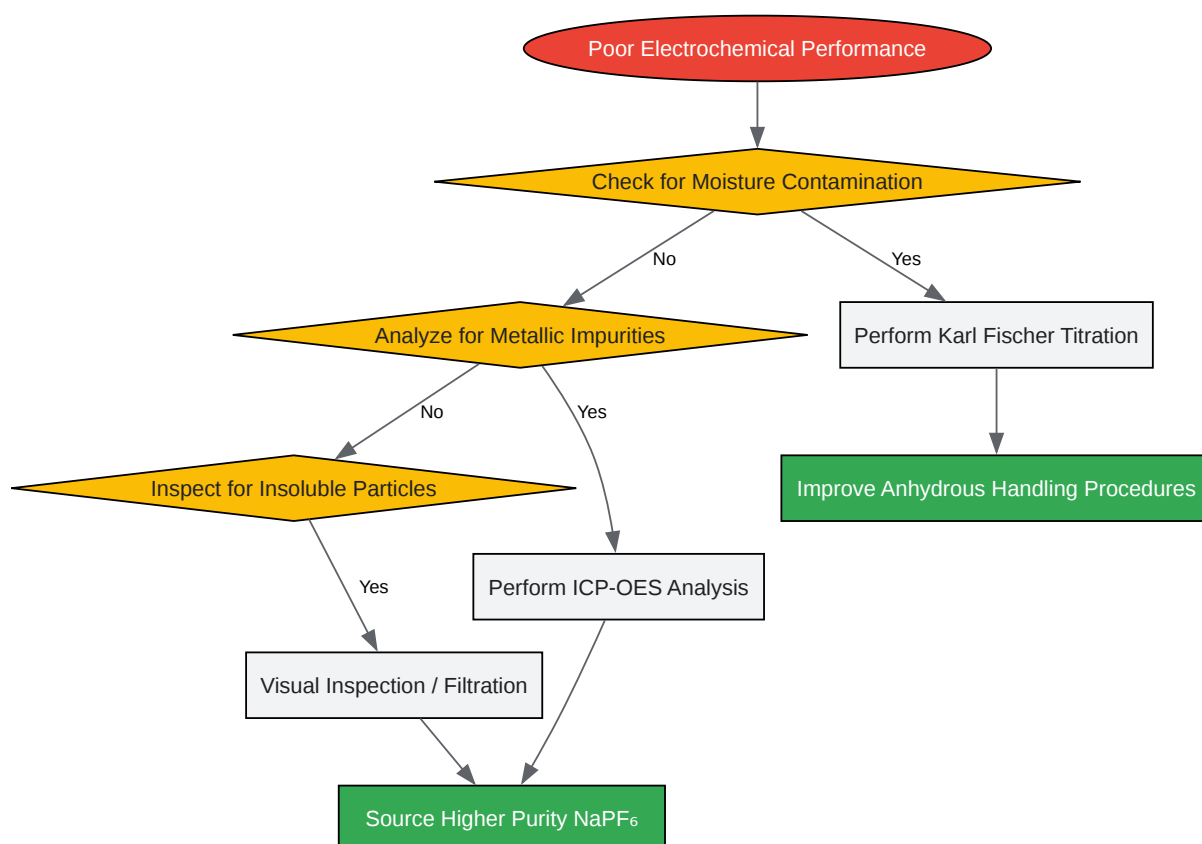 Poor Electrochemical Performance
Check for Moisture Contamination
No
Yes
Analyze for Metallic Impurities
Perform Karl Fischer Titration
No
Yes
Inspect for Insoluble Particles
Improve Anhydrous Handling Procedures
Yes
Perform ICP-OES Analysis
Visual Inspection / Filtration
Source Higher Purity NaPF₆